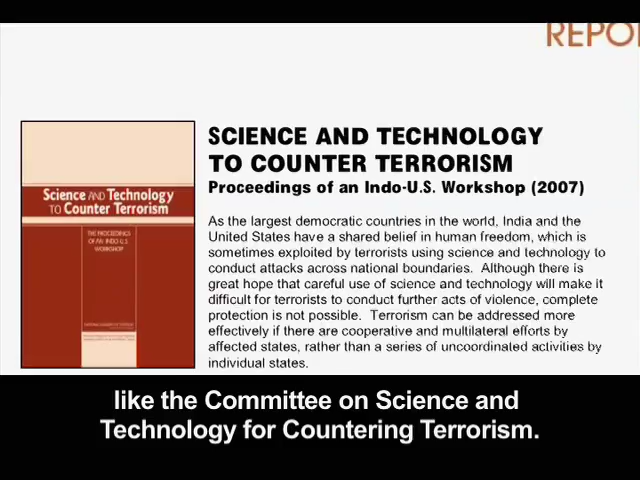 REPO
SCIENCE AND TECHNOLOGY
TO COUNTER TERRORISM
Proceedings of an Indo-U.S. Workshop (2007)
Science AND Technology
TO Counter Terrorism
THE PROCEEDINGS
OF AN INDO U.S.
WORKSHOP
As the largest democratic countries in the world, India and the
United States have a shared belief in human freedom, which is
sometimes exploited by terrorists using science and technology to
conduct attacks across national boundaries.  Although there is
great hope that careful use of science and technology will make it
difficult for terrorists to conduct further acts of violence, complete
protection is not possible.  Terrorism can be addressed more
effectively if there are cooperative and multilateral efforts by
affected states, rather than a series of uncoordinated activities by
individual states.
like the Committee on Science and
Technology for Countering Terrorism.